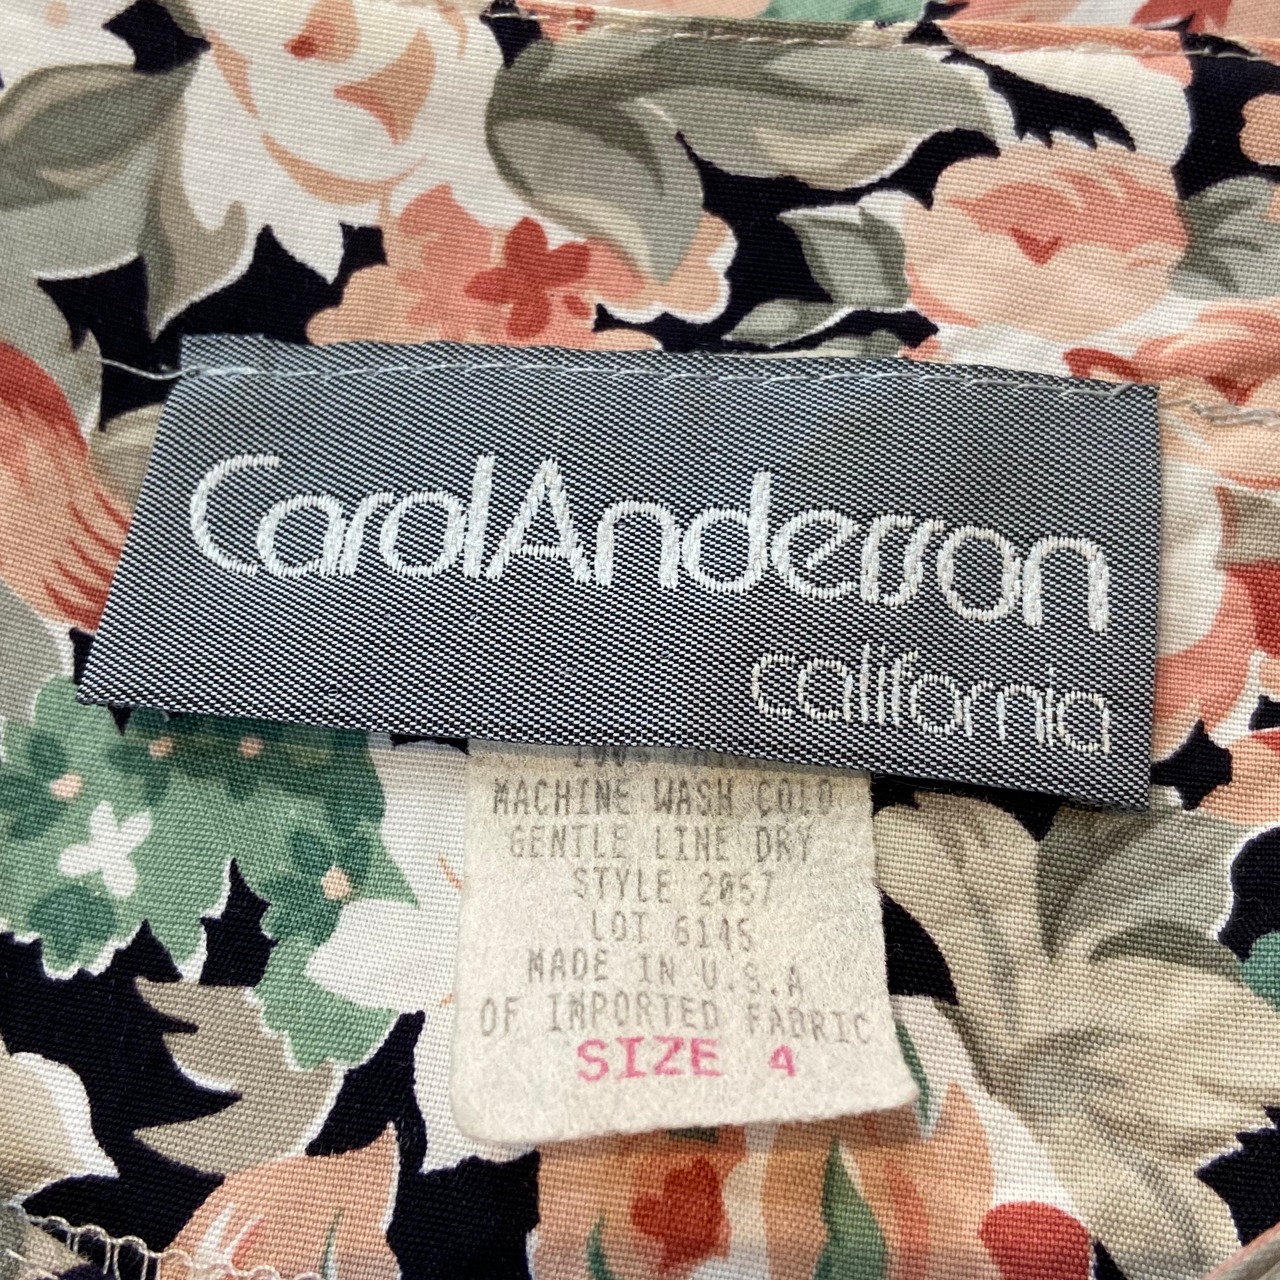 CarolAnderson
california
MACHINE WASH COLD
GENTLE LINE DRY
STYLE 2057
LOT 6145
MADE IN U.S.A
OF IMPORTED FABRIC
SIZE 4